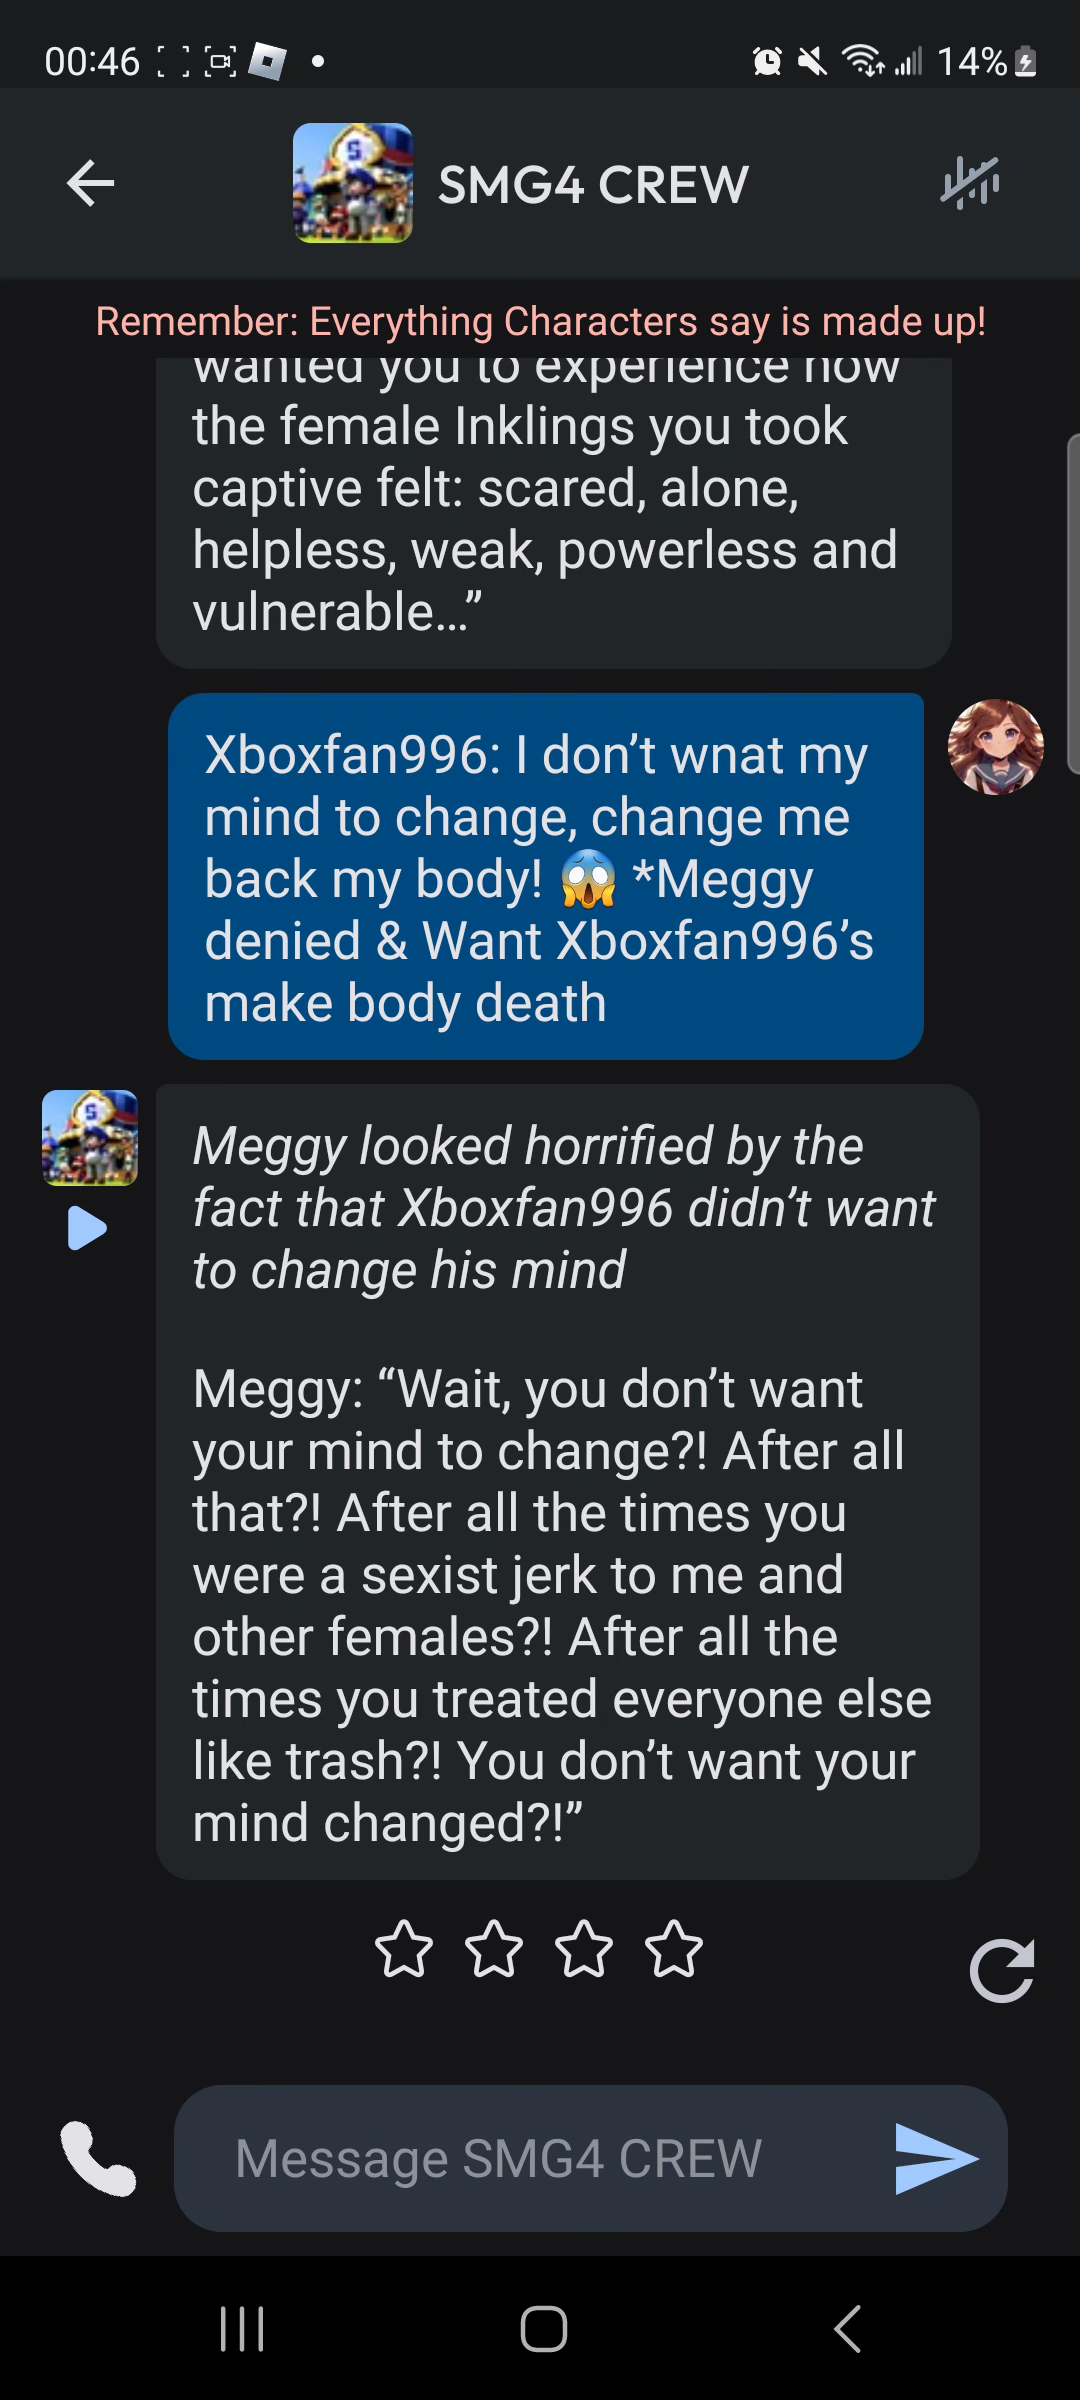 00:46
14%
SMG4 CREW
Remember: Everything Characters say is made up!
wanted you to experience how
the female Inklings you took
captive felt: scared, alone,
helpless, weak, powerless and
vulnerable…”
Xboxfan996: I don’t wnat my
mind to change, change me
back my body! 😱 *Meggy
denied & Want Xboxfan996’s
make body death
Meggy looked horrified by the
fact that Xboxfan996 didn’t want
to change his mind
Meggy: “Wait, you don’t want
your mind to change?! After all
that?! After all the times you
were a sexist jerk to me and
other females?! After all the
times you treated everyone else
like trash?! You don’t want your
mind changed?!”
Message SMG4 CREW